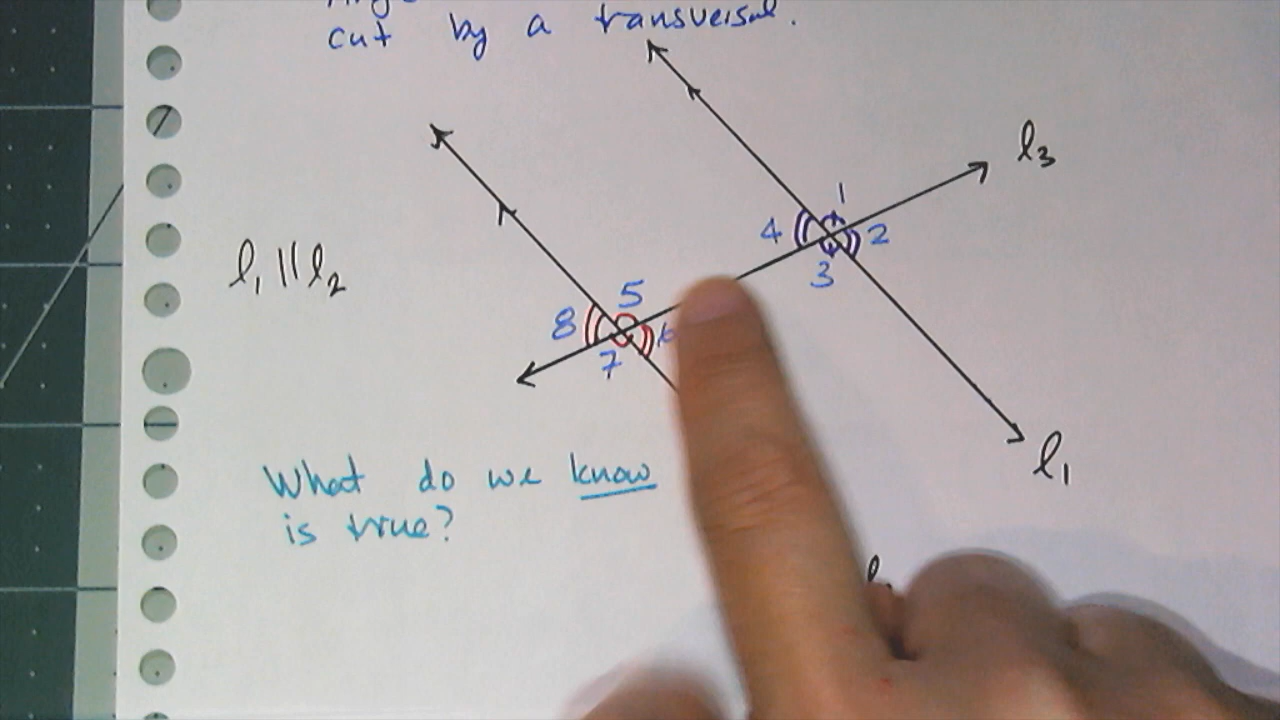 cut by a transversal.
l3
1
4 2
3
l1 || l2
5
8 6
7
l1
What do we know
is true?